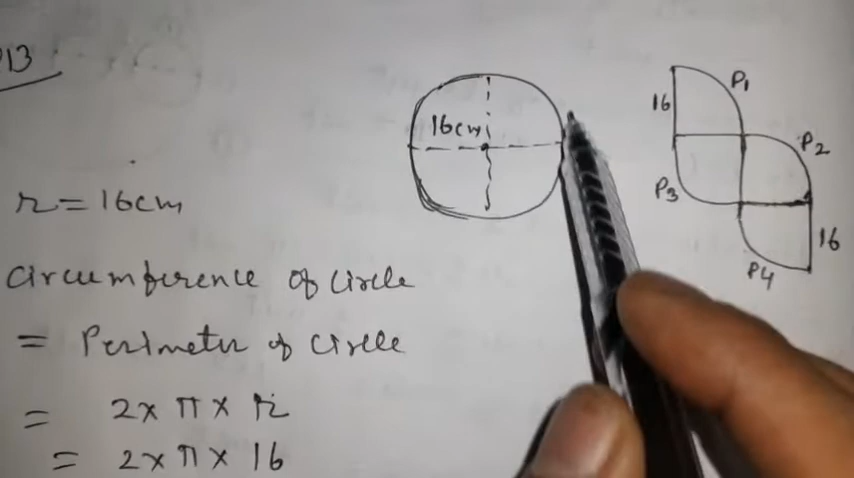 13
16cm
16
P1
P2
P3
16
P4
r = 16cm
Circumference of Circle
= Perimeter of Circle
= 2 x π x r
= 2 x π x 16